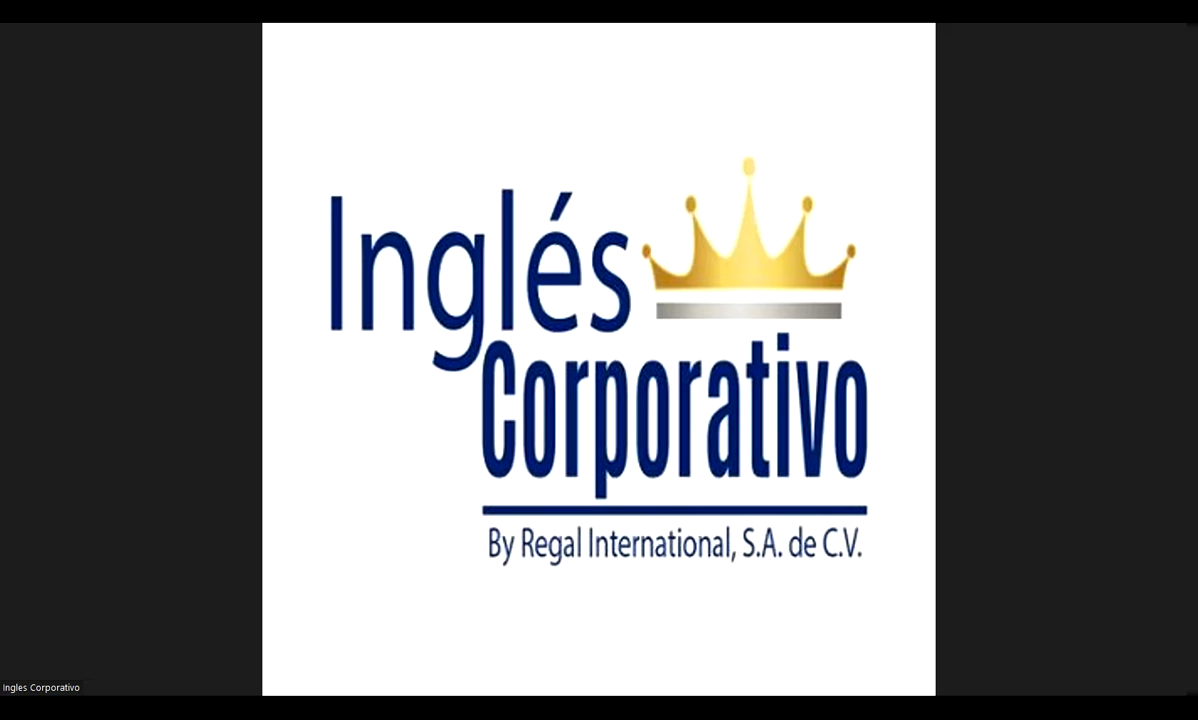 Inglés
Corporativo
By Regal International, S.A. de C.V.
Ingles Corporativo